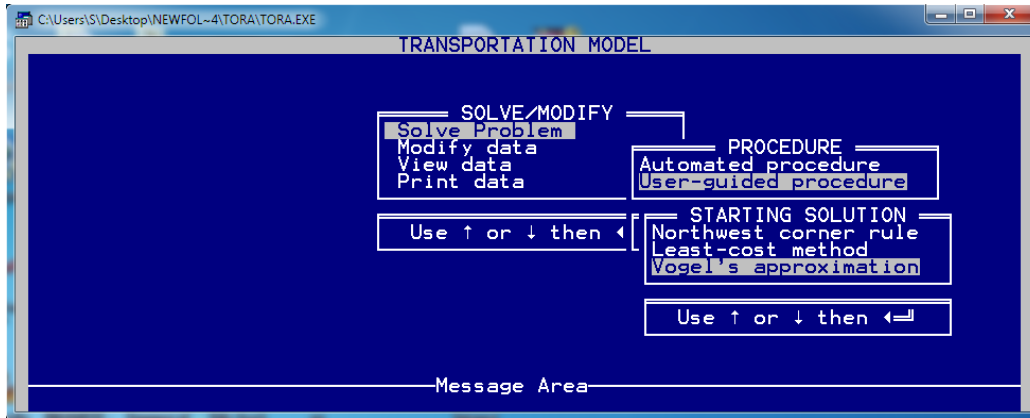 C:\Users\S\Desktop\NEWFOL~4\TORA\TORA.EXE
TRANSPORTATION MODEL
SOLVE/MODIFY
Solve Problem
Modify data
View data
Print data
Use ↑ or ↓ then
PROCEDURE
Automated procedure
User-guided procedure
STARTING SOLUTION
Northwest corner rule
Least-cost method
Vogel's approximation
Use ↑ or ↓ then ◄═╝
Message Area